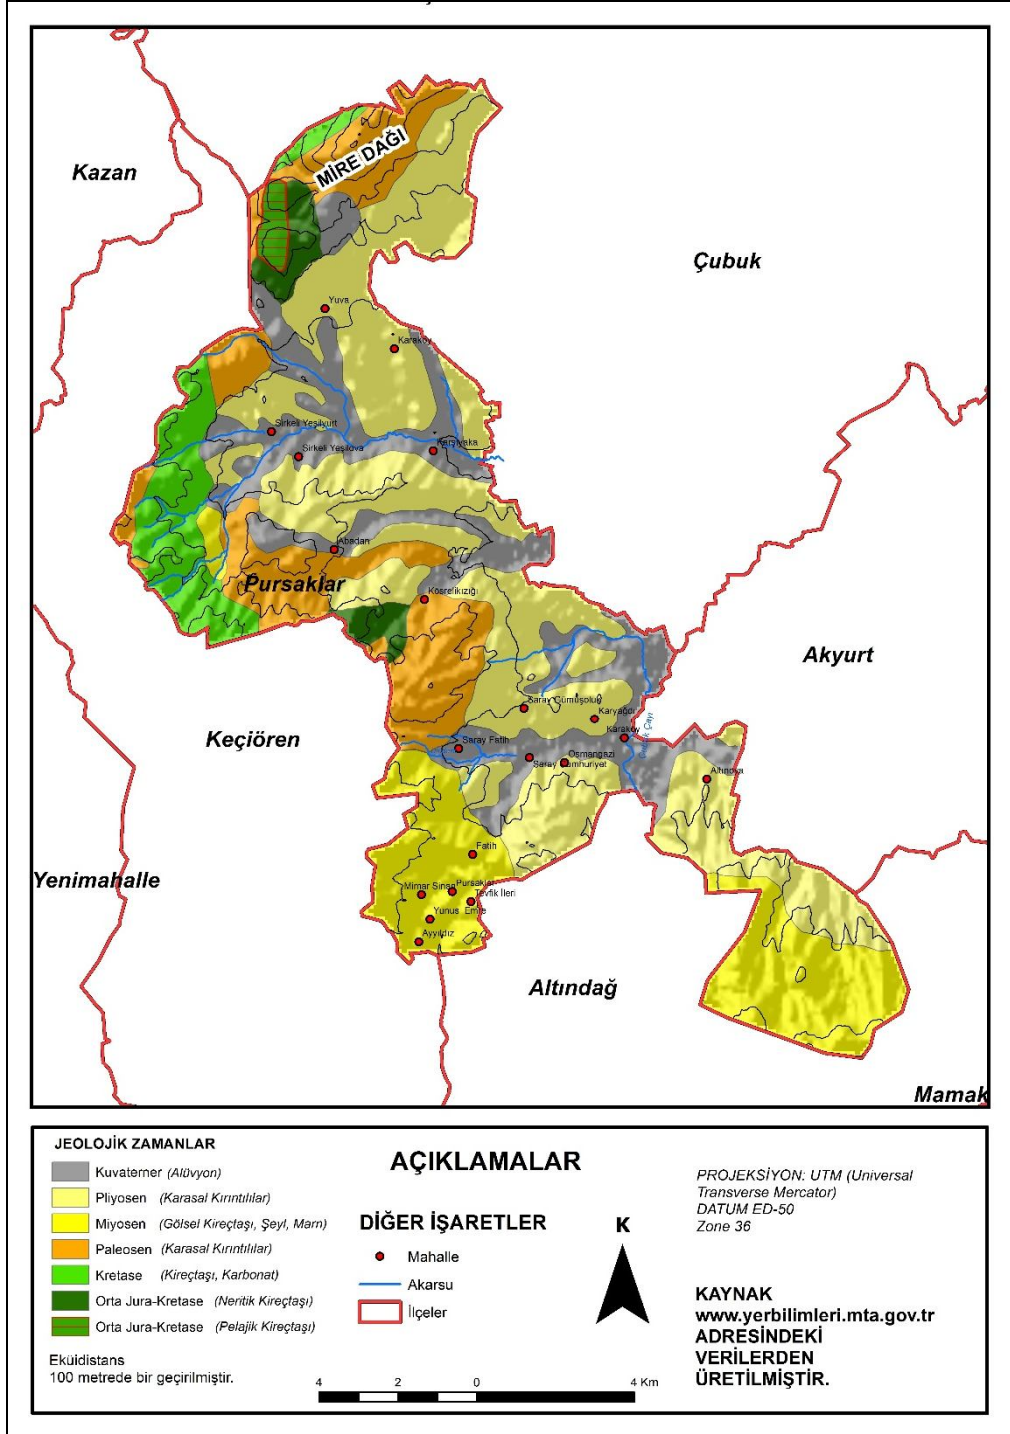 Kazan
MİRE DAĞI
Çubuk
Yuva
Karaköy
Sirkeli Yeşilyurt
Sirkeli Yeşilova
Karşıyaka
Abadan
Pursaklar
Kösrelikızığı
Akyurt
Saray Gümüşoluk
Karyağdı
Keçiören
Karaköy
Saray Fatih
Osmangazi
Saray Cumhuriyet
Altınova
Fatih
Yenimahalle
Mimar Sinan
Pursaklar
Tevfik İleri
Yunus Emre
Ayyıldız
Altındağ
Mamak
JEOLOJİK ZAMANLAR
Kuvaterner (Alüvyon)
Pliyosen (Karasal Kırıntılılar)
Miyosen (Gölsel Kireçtaşı, Şeyl, Marn)
Paleosen (Karasal Kırıntılılar)
Kretase (Kireçtaşı, Karbonat)
Orta Jura-Kretase (Neritik Kireçtaşı)
Orta Jura-Kretase (Pelajik Kireçtaşı)
Eküidistans
100 metrede bir geçirilmiştir.
AÇIKLAMALAR
DİĞER İŞARETLER
Mahalle
Akarsu
İlçeler
K
4 2 0 4 Km
PROJEKSİYON: UTM (Universal
Transverse Mercator)
DATUM ED-50
Zone 36
KAYNAK
www.yerbilimleri.mta.gov.tr
ADRESİNDEKİ
VERİLERDEN
ÜRETİLMİŞTİR.